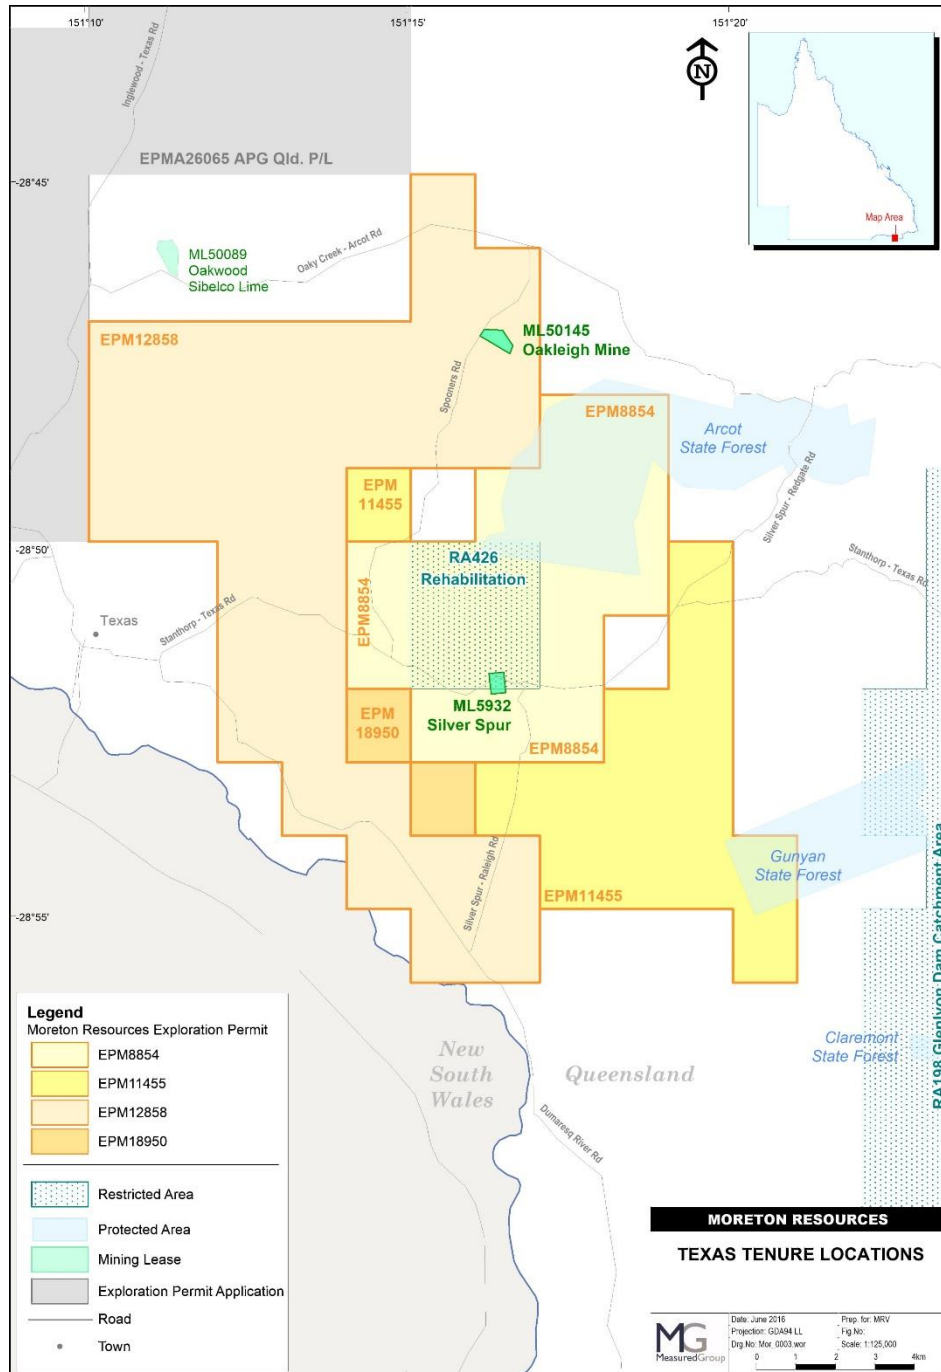 151°10'
151°15'
151°20'
Inglewood - Texas Rd
N
EPMA26065 APG Qld. P/L
-28°45'
Map Area
ML50089
Oakwood
Sibelco Lime
Oaky Creek - Arcot Rd
EPM12858
ML50145
Oakleigh Mine
Spooners Rd
EPM8854
Arcot
State Forest
EPM
11455
Silver Spur - Redgate Rd
-28°50'
RA426
Rehabilitation
Stanthorp - Texas Rd
EPM8854
Texas
Stanthorp - Texas Rd
ML5932
Silver Spur
EPM
18950
EPM8854
RA198 Glenlyon Dam Catchment Area
Gunyan
State Forest
Silver Spur - Raleigh Rd
EPM11455
-28°55'
Legend
Moreton Resources Exploration Permit
EPM8854
EPM11455
EPM12858
EPM18950
Restricted Area
Protected Area
Mining Lease
Exploration Permit Application
Road
Town
New
South
Wales
Queensland
Claremont
State Forest
Dumaresq River Rd
MORETON RESOURCES
TEXAS TENURE LOCATIONS
MG
MeasuredGroup
Date: June 2016
Prep. for: MRV
Projection: GDA94 LL
Fig.No:
Drg.No: Mor_0003.wor
Scale: 1:125,000
0 1 2 3 4km